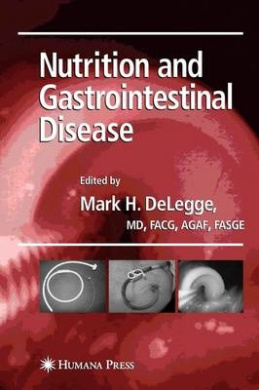 Nutrition and
Gastrointestinal
Disease
Edited by
Mark H. DeLegge,
MD, FACG, AGAF, FASGE
HUMANA PRESS